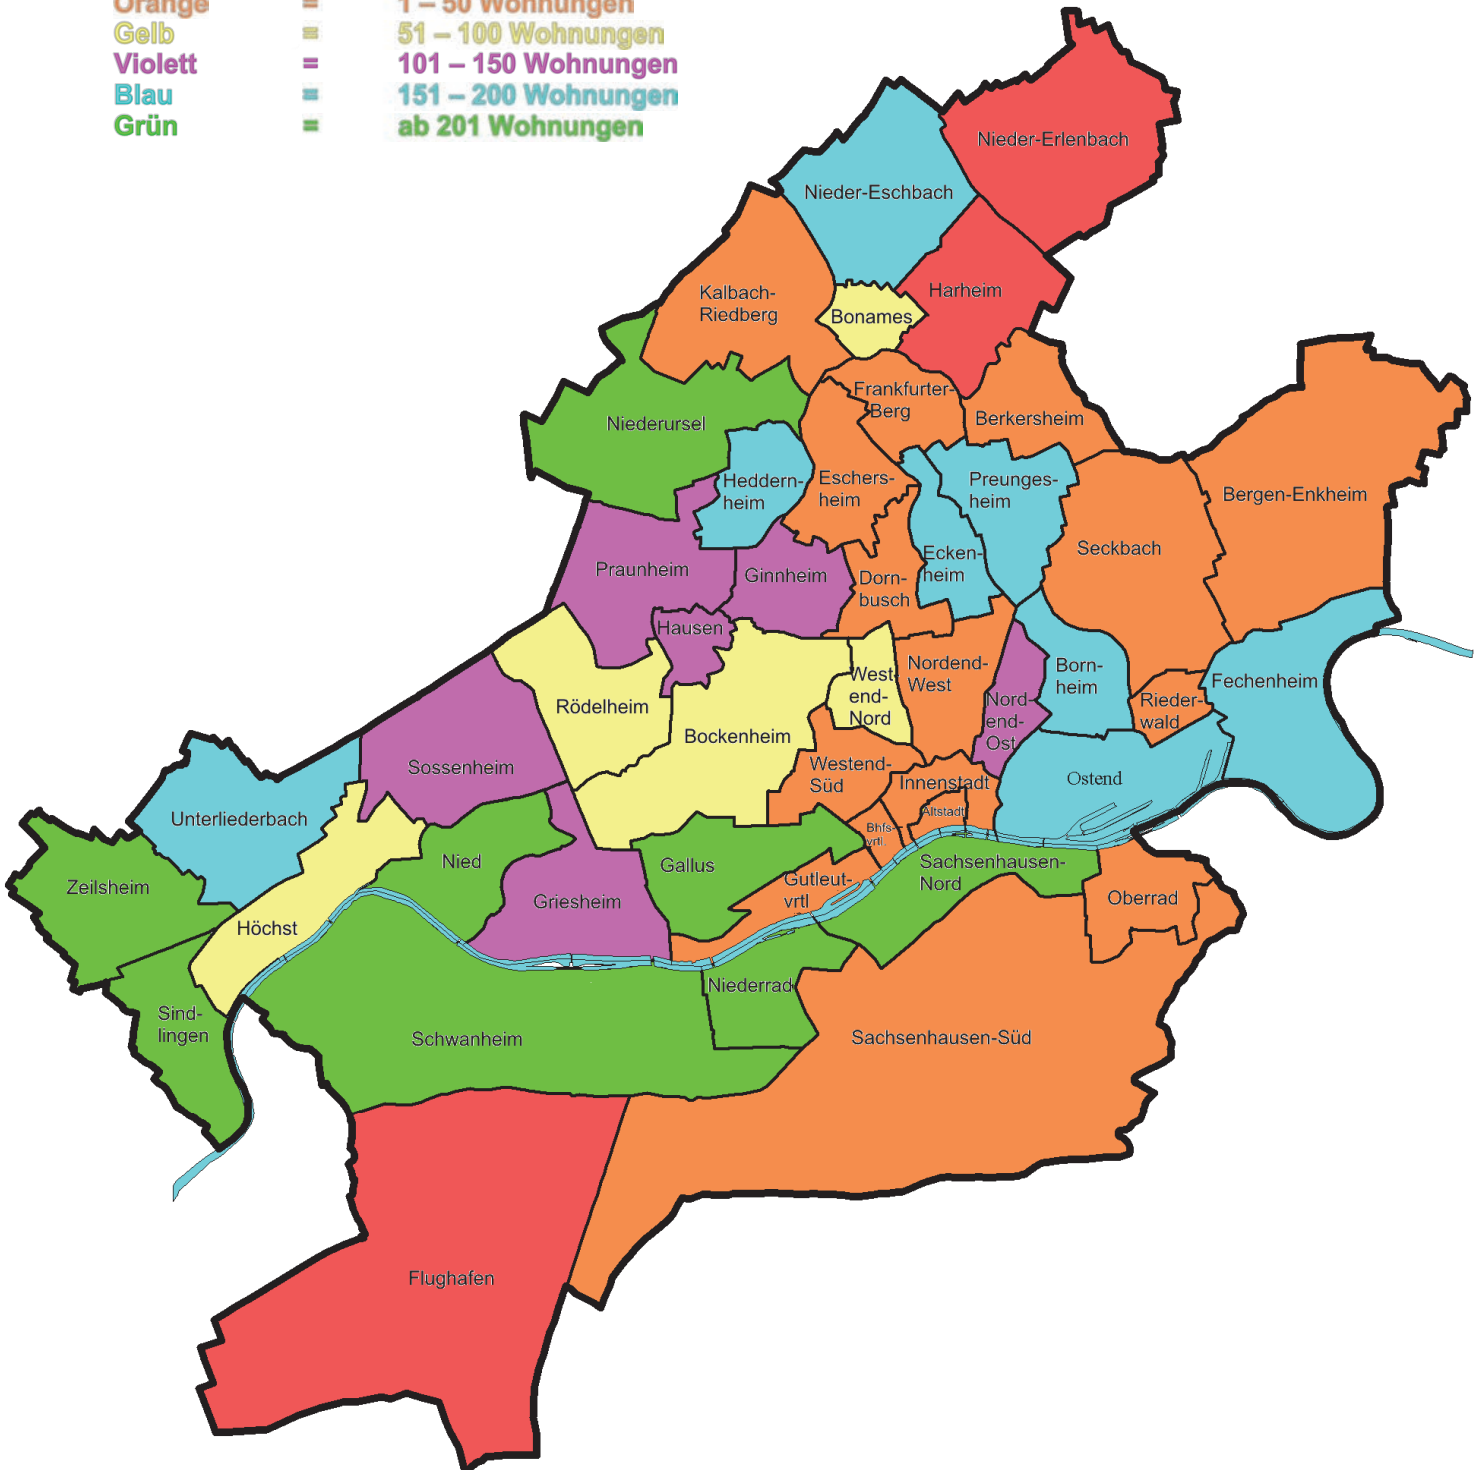 Orange = 1 – 50 Wohnungen
Gelb = 51 – 100 Wohnungen
Violett = 101 – 150 Wohnungen
Blau = 151 – 200 Wohnungen
Grün = ab 201 Wohnungen
Nieder-Erlenbach
Nieder-Eschbach
Harheim
Kalbach-
Riedberg
Bonames
Frankfurter-
Berg
Berkersheim
Niederursel
Heddern-
heim
Eschers-
heim
Preunges-
heim
Bergen-Enkheim
Seckbach
Ecken-
heim
Praunheim
Ginnheim
Dorn-
busch
Hausen
Nordend-
West
Born-
heim
Fechenheim
West-
end-
Nord
Rödelheim
Nord-
end-
Ost
Rieder-
wald
Bockenheim
Sossenheim
Westend-
Süd
Innenstadt
Ostend
Altstadt
Unterliederbach
Bhfs-
vrtl.
Nied
Gallus
Sachsenhausen-
Nord
Zeilsheim
Gutleut-
vrtl
Griesheim
Oberrad
Höchst
Niederrad
Sind-
lingen
Schwanheim
Sachsenhausen-Süd
Flughafen